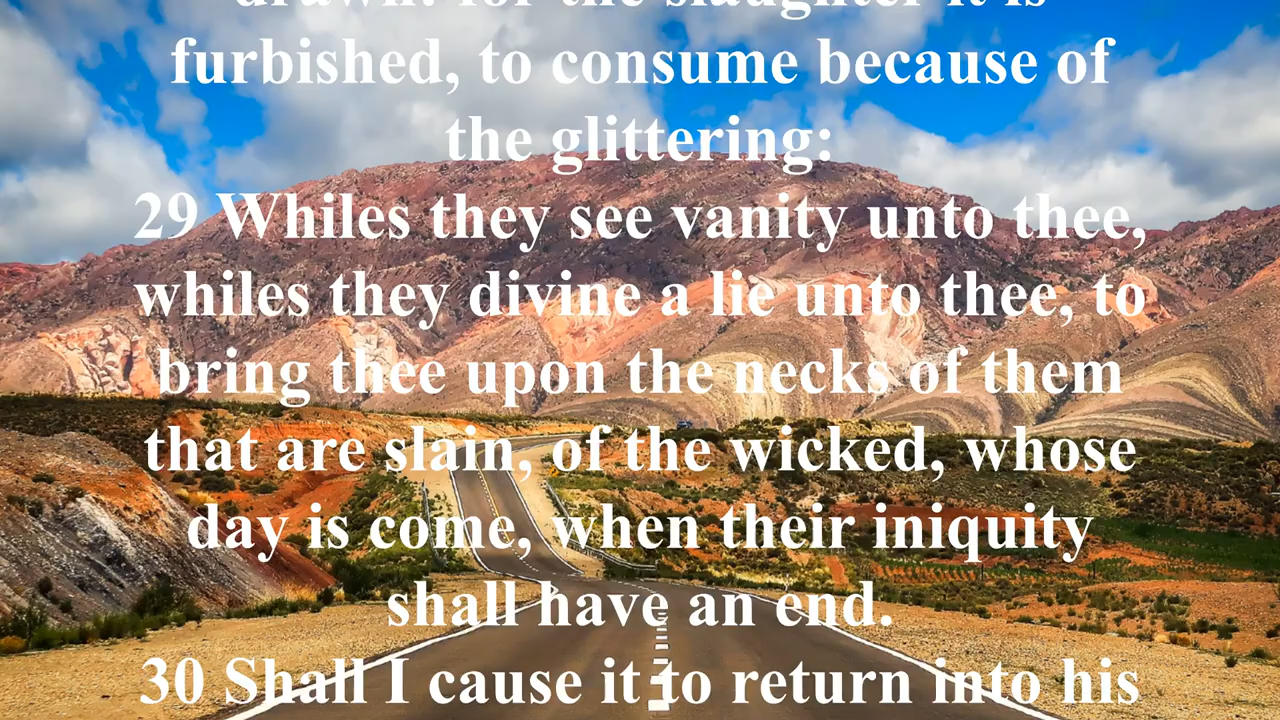 drawn: for the slaughter it is
furbished, to consume because of
the glittering:
29 Whiles they see vanity unto thee,
whiles they divine a lie unto thee, to
bring thee upon the necks of them
that are slain, of the wicked, whose
day is come, when their iniquity
shall have an end.
30 Shall I cause it to return into his